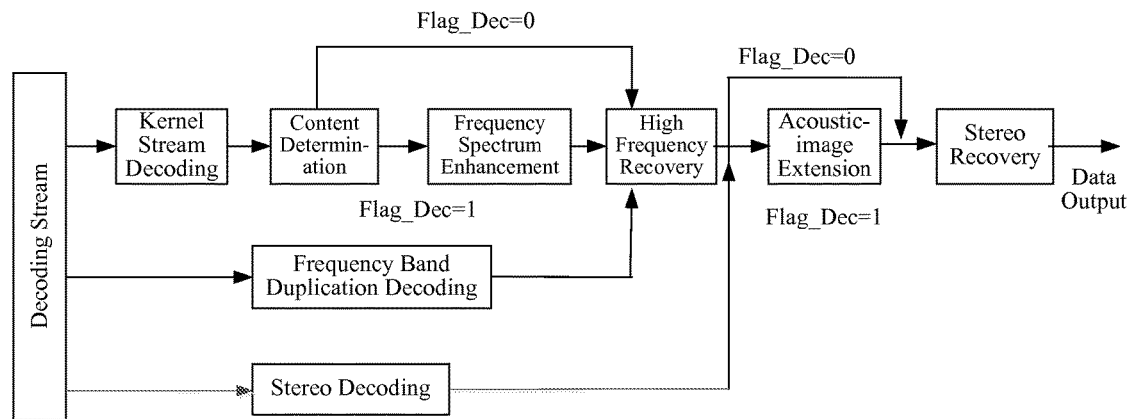 Flag_Dec=0
Flag_Dec=0
Decoding Stream
Kernel
Stream
Decoding
Content
Determin-
ation
Frequency
Spectrum
Enhancement
High
Frequency
Recovery
Acoustic-
image
Extension
Stereo
Recovery
Data
Output
Flag_Dec=1
Flag_Dec=1
Frequency Band
Duplication Decoding
Stereo Decoding